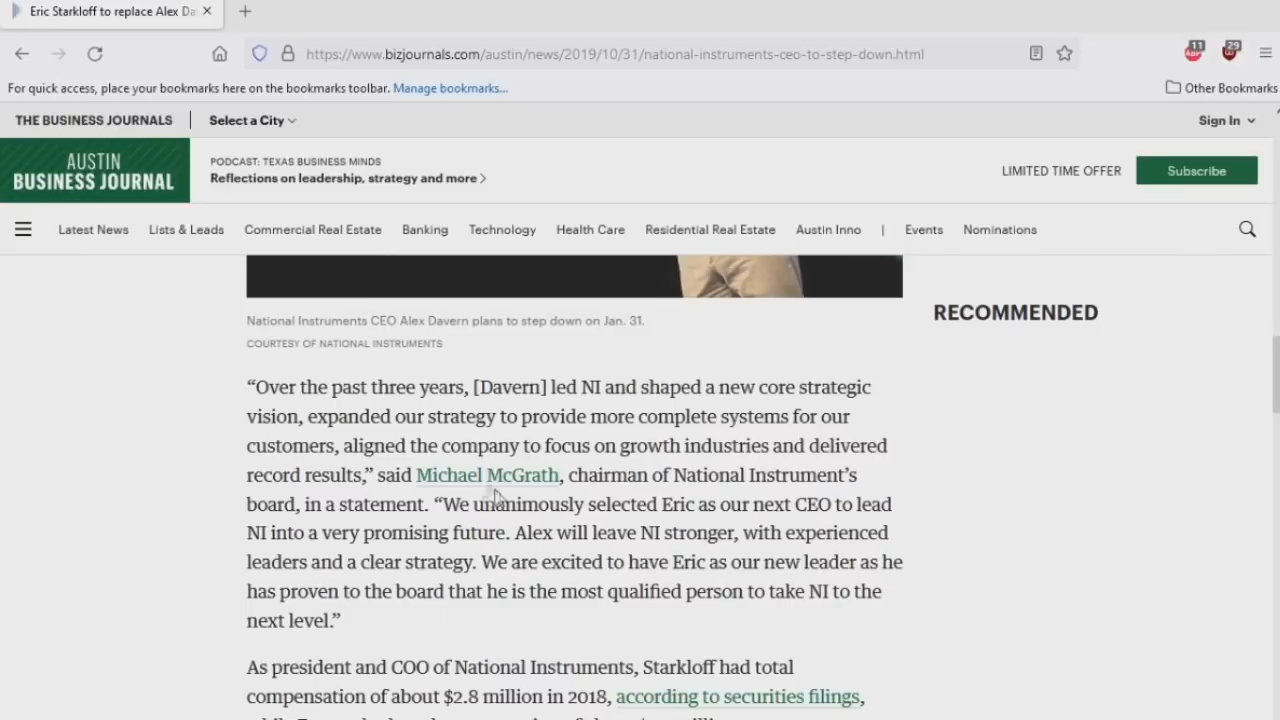 Eric Starkloff to replace Alex Da
https://www.bizjournals.com/austin/news/2019/10/31/national-instruments-ceo-to-step-down.html
11
29
For quick access, place your bookmarks here on the bookmarks toolbar. Manage bookmarks...
Other Bookmarks
THE BUSINESS JOURNALS
Select a City
Sign In
AUSTIN
BUSINESS JOURNAL
PODCAST: TEXAS BUSINESS MINDS
Reflections on leadership, strategy and more
LIMITED TIME OFFER
Subscribe
Latest News Lists & Leads Commercial Real Estate Banking Technology Health Care Residential Real Estate Austin Inno | Events Nominations
RECOMMENDED
National Instruments CEO Alex Davern plans to step down on Jan. 31.
COURTESY OF NATIONAL INSTRUMENTS
“Over the past three years, [Davern] led NI and shaped a new core strategic
vision, expanded our strategy to provide more complete systems for our
customers, aligned the company to focus on growth industries and delivered
record results,” said Michael McGrath, chairman of National Instrument’s
board, in a statement. “We unanimously selected Eric as our next CEO to lead
NI into a very promising future. Alex will leave NI stronger, with experienced
leaders and a clear strategy. We are excited to have Eric as our new leader as he
has proven to the board that he is the most qualified person to take NI to the
next level.”
As president and COO of National Instruments, Starkloff had total
compensation of about $2.8 million in 2018, according to securities filings,